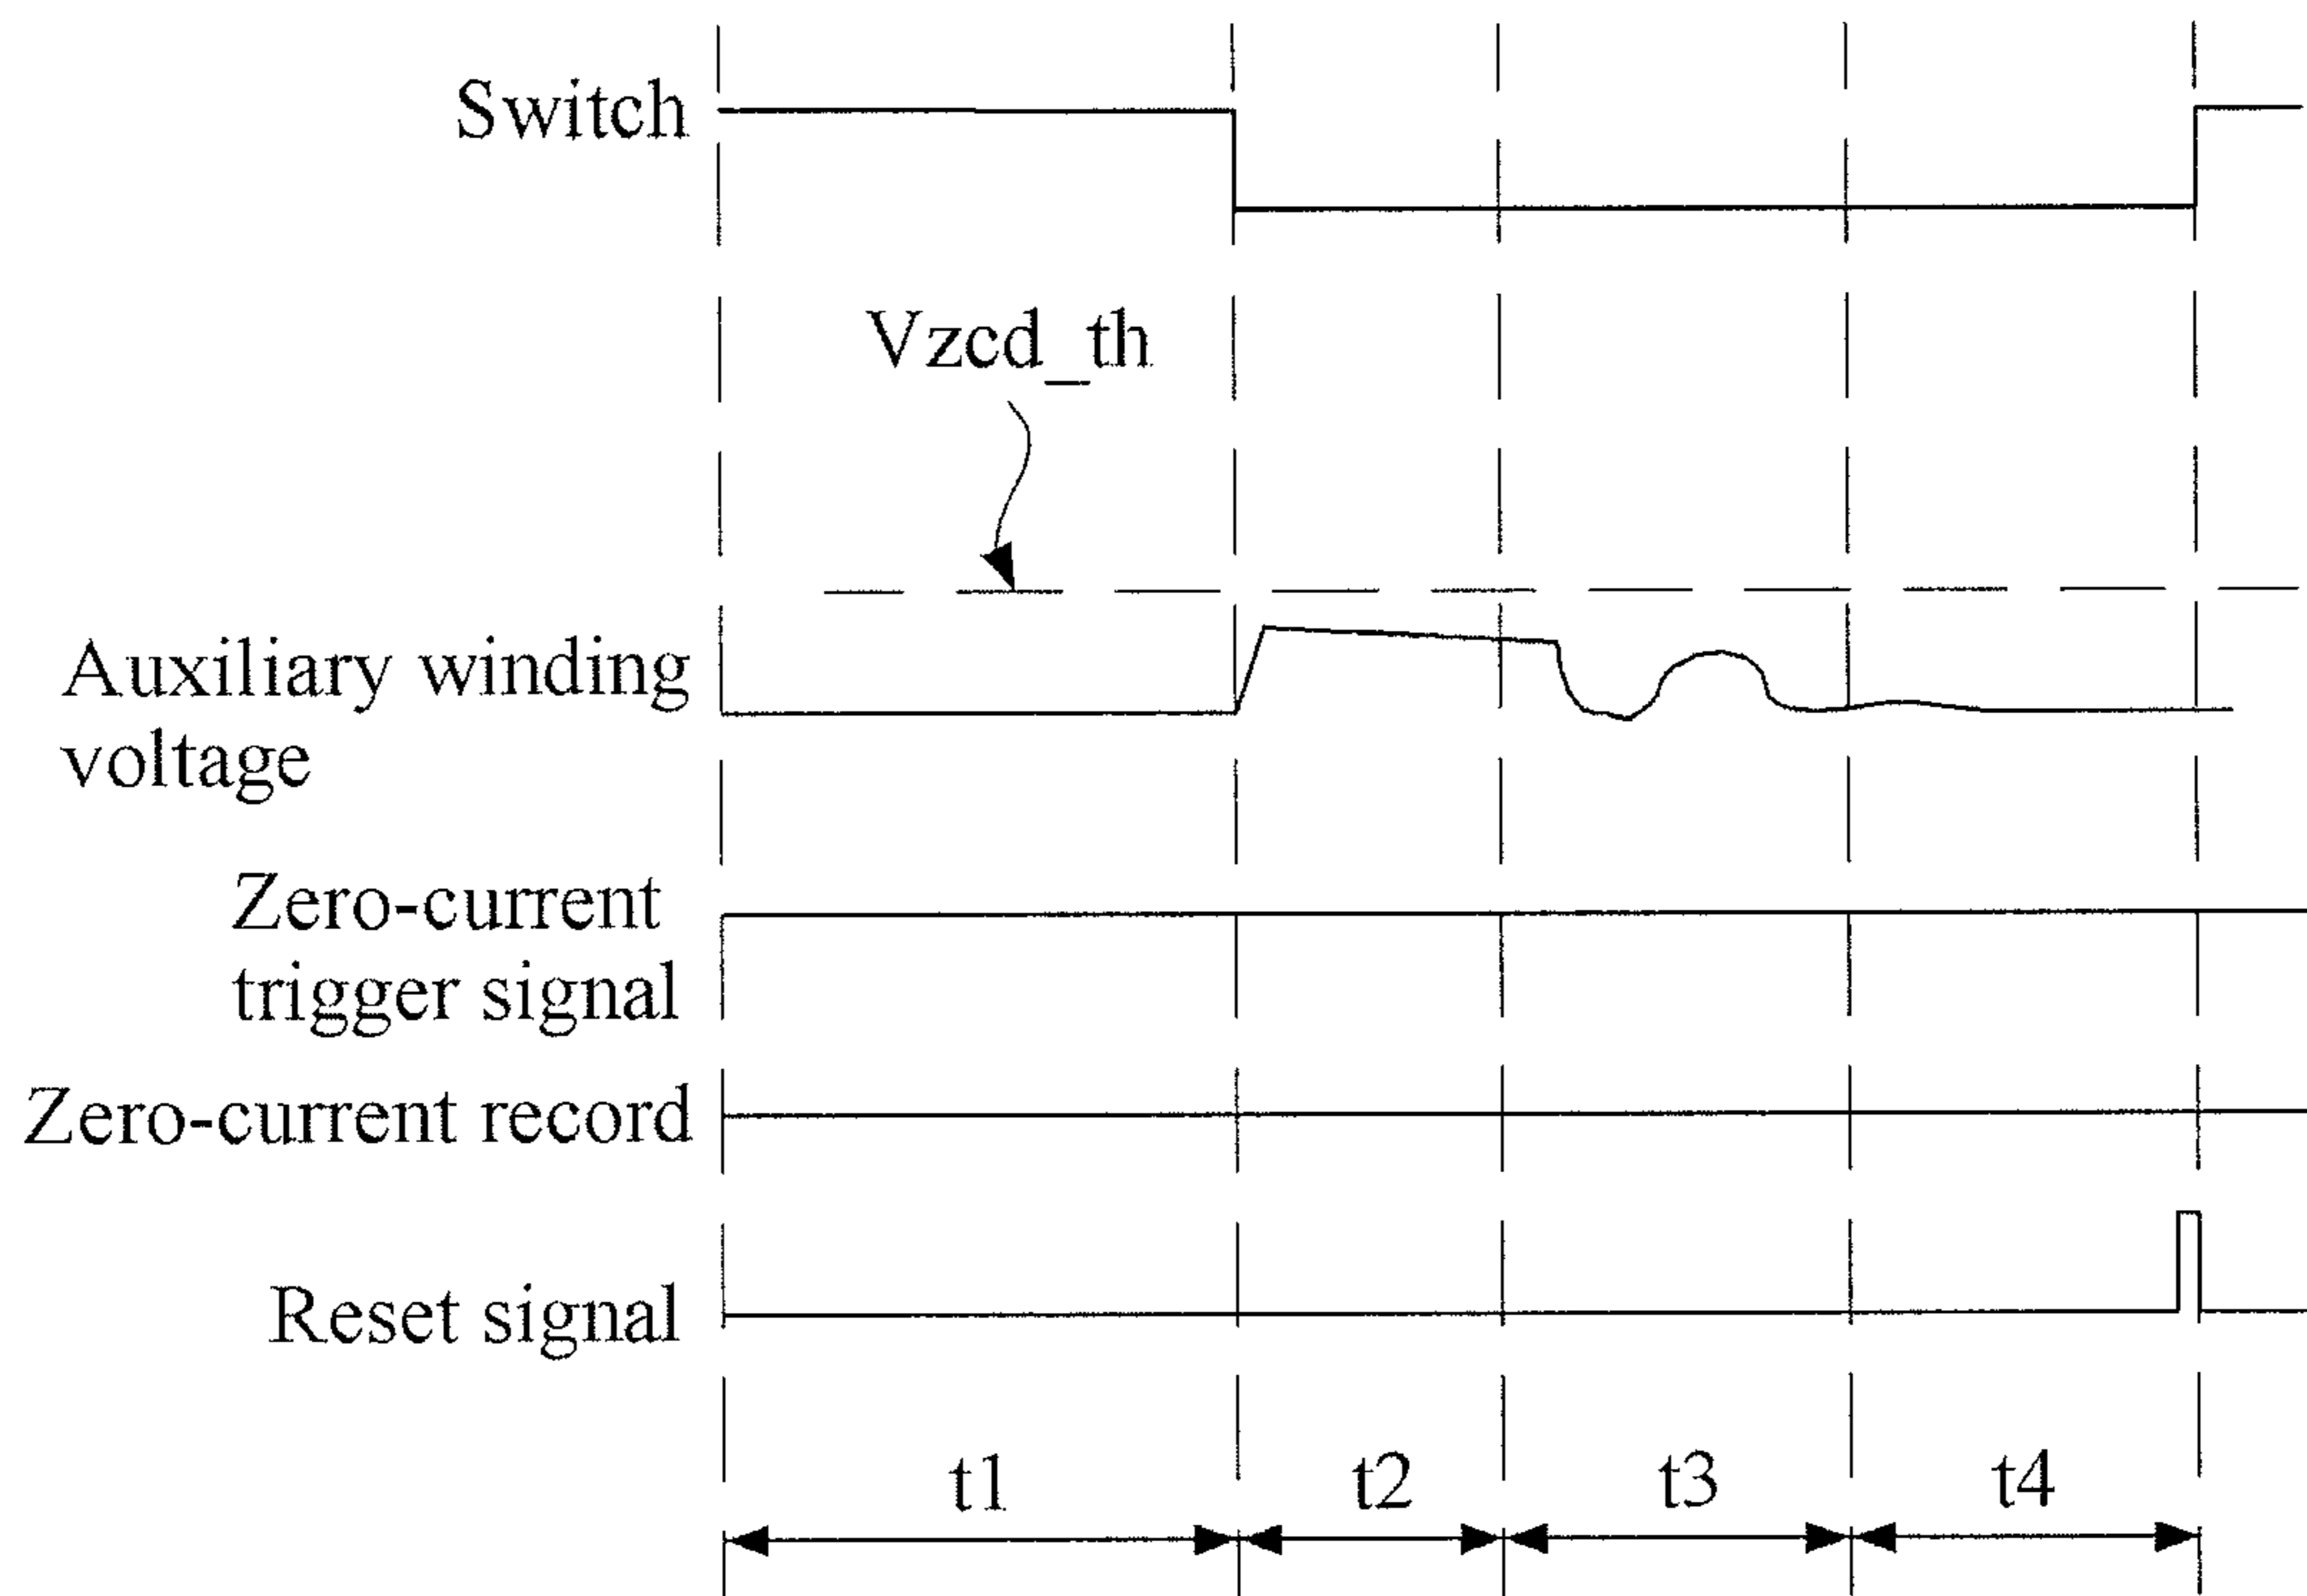 Switch
Vzcd_th
Auxiliary winding
voltage
Zero-current
trigger signal
Zero-current record
Reset signal
t1 t2 t3 t4